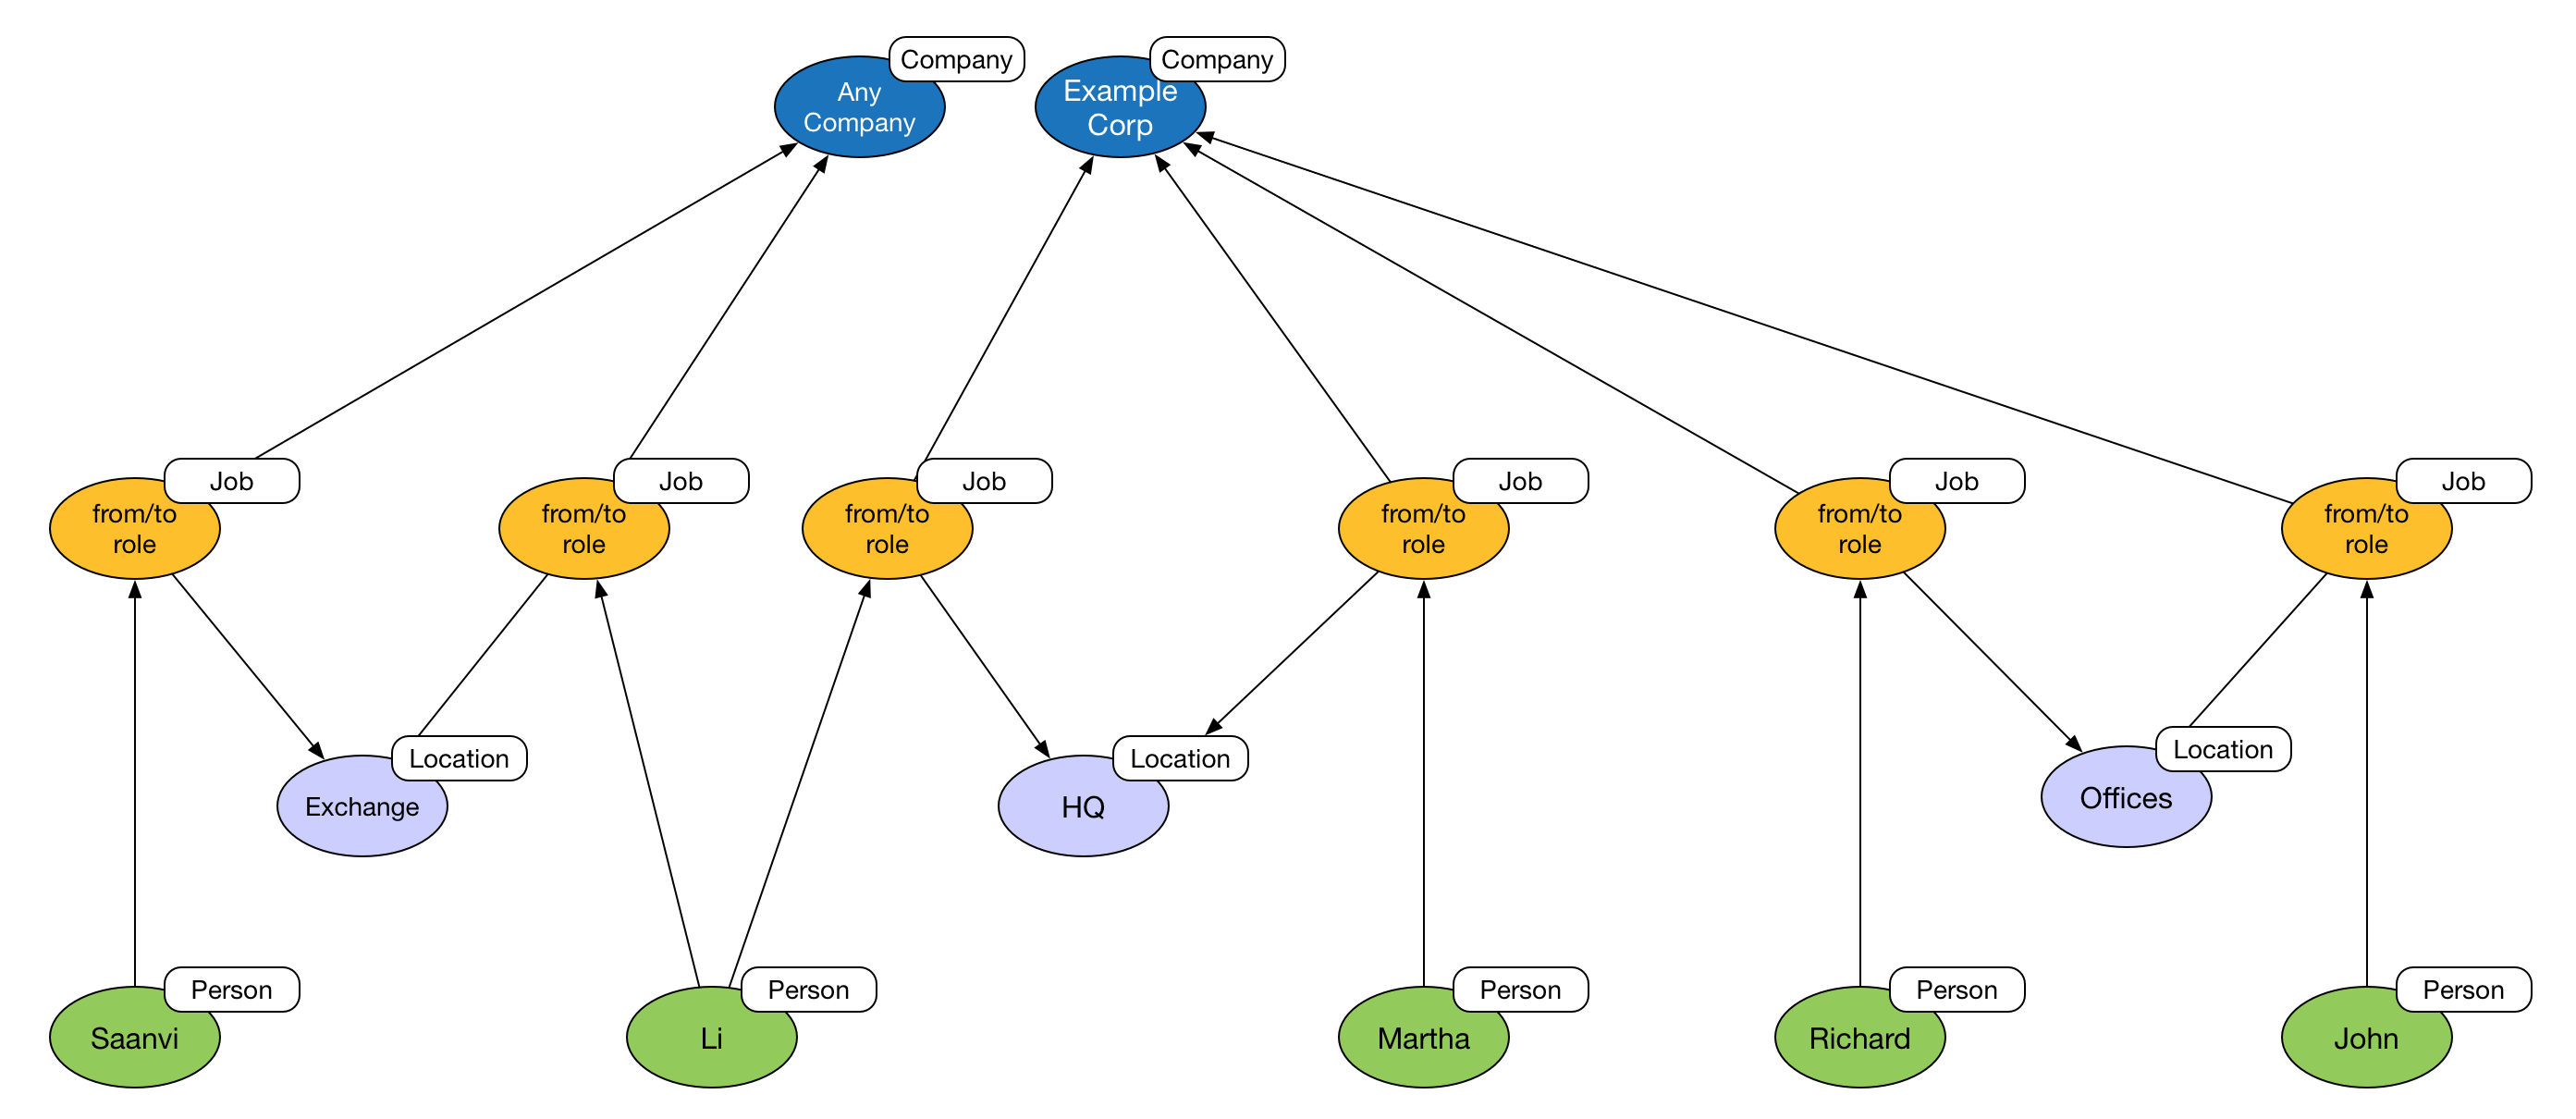 Company
Any
Company
Company
Example
Corp
Job
from/to
role
Job
from/to
role
Job
from/to
role
Job
from/to
role
Job
from/to
role
Job
from/to
role
Location
Exchange
Location
HQ
Location
Offices
Person
Saanvi
Person
Li
Person
Martha
Person
Richard
Person
John